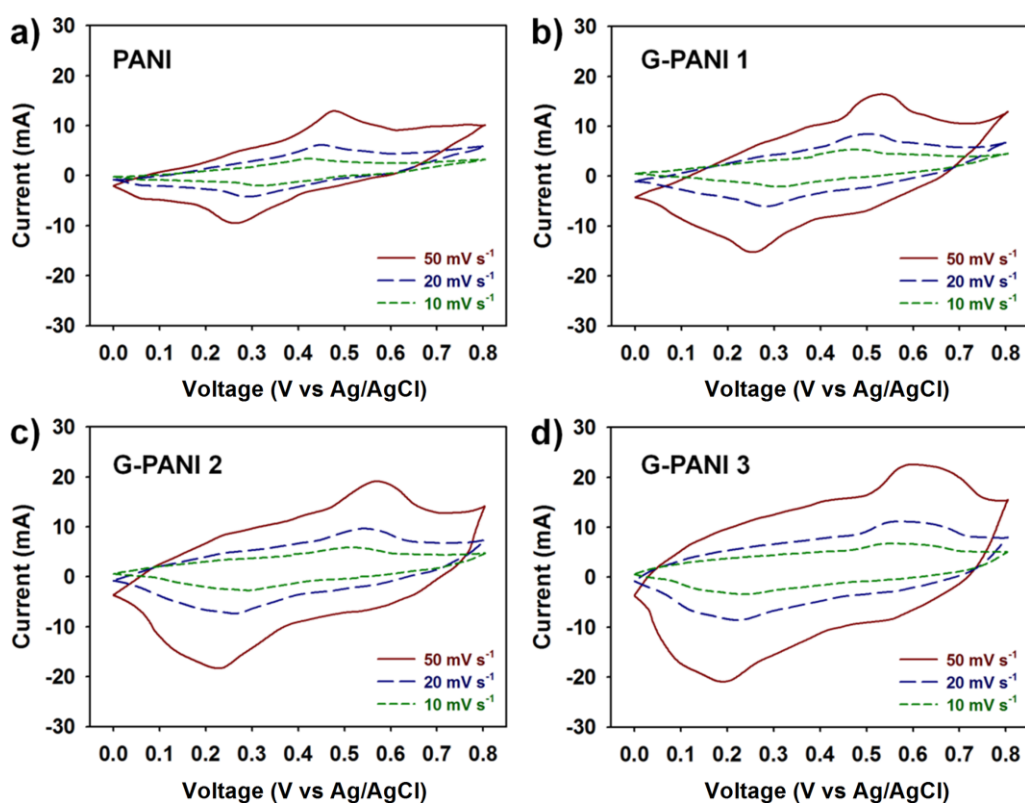 a)
PANI
30
20
10
0
-10
-20
-30
Current (mA)
50 mV s⁻¹
20 mV s⁻¹
10 mV s⁻¹
0.0 0.1 0.2 0.3 0.4 0.5 0.6 0.7 0.8
Voltage (V vs Ag/AgCl)
b)
G-PANI 1
30
20
10
0
-10
-20
-30
Current (mA)
50 mV s⁻¹
20 mV s⁻¹
10 mV s⁻¹
0.0 0.1 0.2 0.3 0.4 0.5 0.6 0.7 0.8
Voltage (V vs Ag/AgCl)
c)
G-PANI 2
30
20
10
0
-10
-20
-30
Current (mA)
50 mV s⁻¹
20 mV s⁻¹
10 mV s⁻¹
0.0 0.1 0.2 0.3 0.4 0.5 0.6 0.7 0.8
Voltage (V vs Ag/AgCl)
d)
G-PANI 3
30
20
10
0
-10
-20
-30
Current (mA)
50 mV s⁻¹
20 mV s⁻¹
10 mV s⁻¹
0.0 0.1 0.2 0.3 0.4 0.5 0.6 0.7 0.8
Voltage (V vs Ag/AgCl)